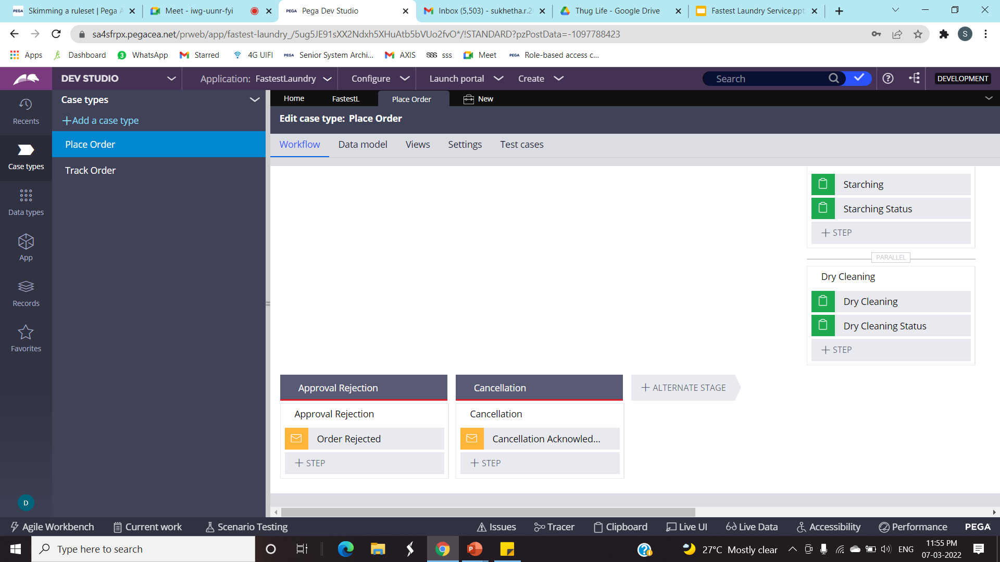 Skimming a ruleset | Pega A
Meet - iwg-uunr-fyi
Pega Dev Studio
Inbox (5,503) - sukhetha.r.20
Thug Life - Google Drive
Fastest Laundry Service.ppt
sa4sfrpx.pegacea.net/prweb/app/fastest-laundry_/5ug5JE91sXX2Ndxh5XHuAtb5bVUo2fvO*/!STANDARD?pzPostData=-1097788423
S
Apps
Dashboard
3
WhatsApp
Starred
4G UIFI
PEGA
Senior System Archi...
AXIS
sss
Meet
PEGA
Role-based access c...
DEV STUDIO
Application: FastestLaundry
Configure
Launch portal
Create
Search
DEVELOPMENT
Recents
Case types
Data types
App
Records
Favorites
D
Case types
+Add a case type
Place Order
Track Order
Home
FastestL
Place Order
New
Edit case type: Place Order
Workflow
Data model
Views
Settings
Test cases
Starching
Starching Status
+ STEP
PARALLEL
Dry Cleaning
Dry Cleaning
Dry Cleaning Status
+ STEP
Approval Rejection
Cancellation
+ ALTERNATE STAGE
Approval Rejection
Cancellation
Order Rejected
Cancellation Acknowled...
+ STEP
+ STEP
Agile Workbench
Current work
Scenario Testing
Issues
Tracer
Clipboard
Live UI
Live Data
Accessibility
Performance
PEGA
Type here to search
27°C Mostly clear
ENG
11:55 PM
07-03-2022